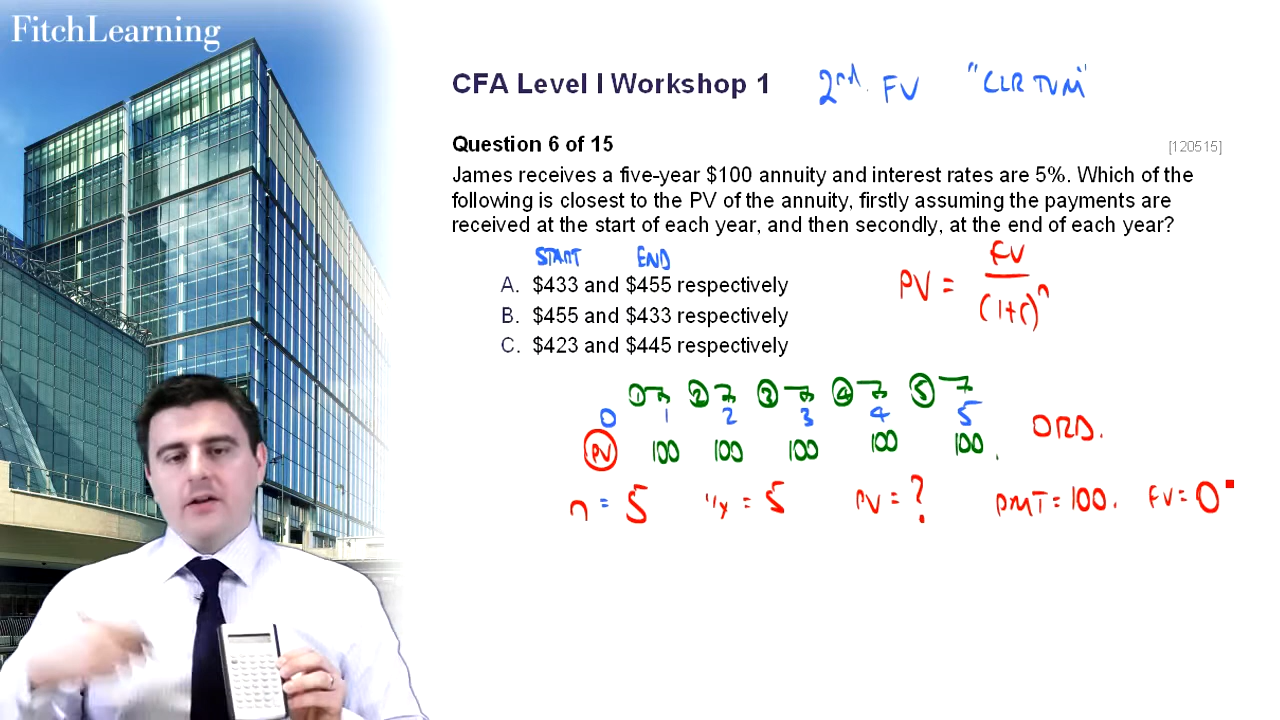 FitchLearning
CFA Level I Workshop 1
2nd FV "CLR TVM"
Question 6 of 15
[120515]
James receives a five-year $100 annuity and interest rates are 5%. Which of the
following is closest to the PV of the annuity, firstly assuming the payments are
received at the start of each year, and then secondly, at the end of each year?
START END
A. $433 and $455 respectively
B. $455 and $433 respectively
C. $423 and $445 respectively
PV = FV
(1+r)^n
1 2 3 4 5
0 1 2 3 4 5
PV 100 100 100 100 100
ORD.
n = 5 I/Y = 5 PV = ? PMT = 100. FV = 0